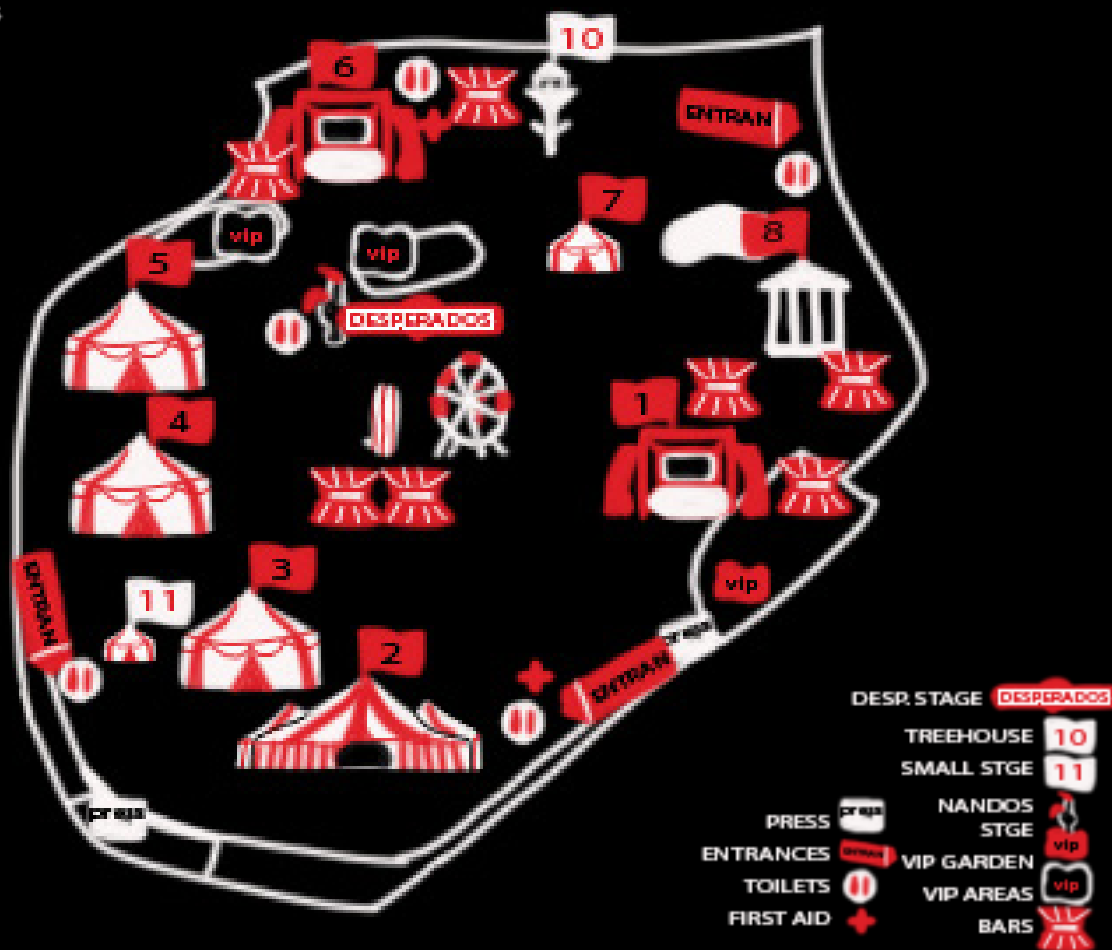 10
6
ENTRAN
7
8
vip
vip
5
DESPERADOS
1
4
3
ENTRAN
11
vip
2
press
ENTRAN
press
DESP. STAGE DESPERADOS
TREEHOUSE 10
SMALL STGE 11
NANDOS
STGE
PRESS press
vip
ENTRANCES ENTRAN
VIP GARDEN
TOILETS
VIP AREAS vip
FIRST AID
BARS